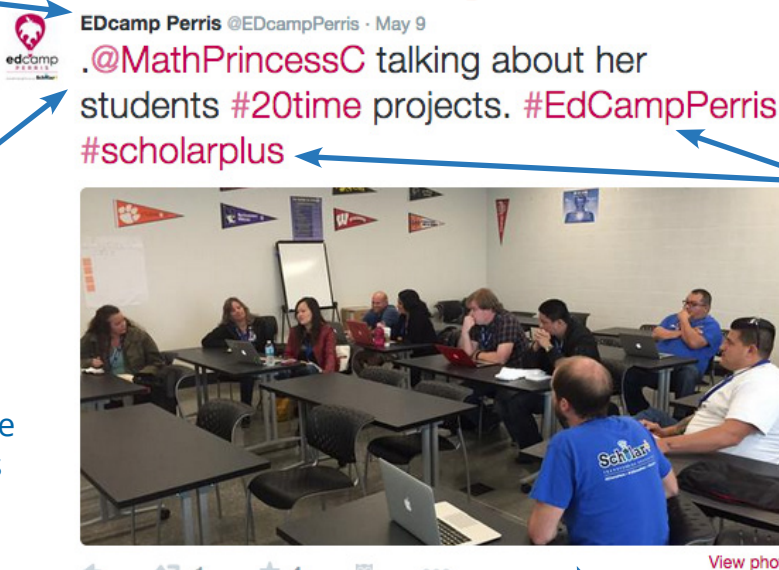 EDcamp Perris @EDcampPerris · May 9
edcamp
PERRIS
.@MathPrincessC talking about her
students #20time projects. #EdCampPerris
#scholarplus
W
Scholar+
e
s
View pho